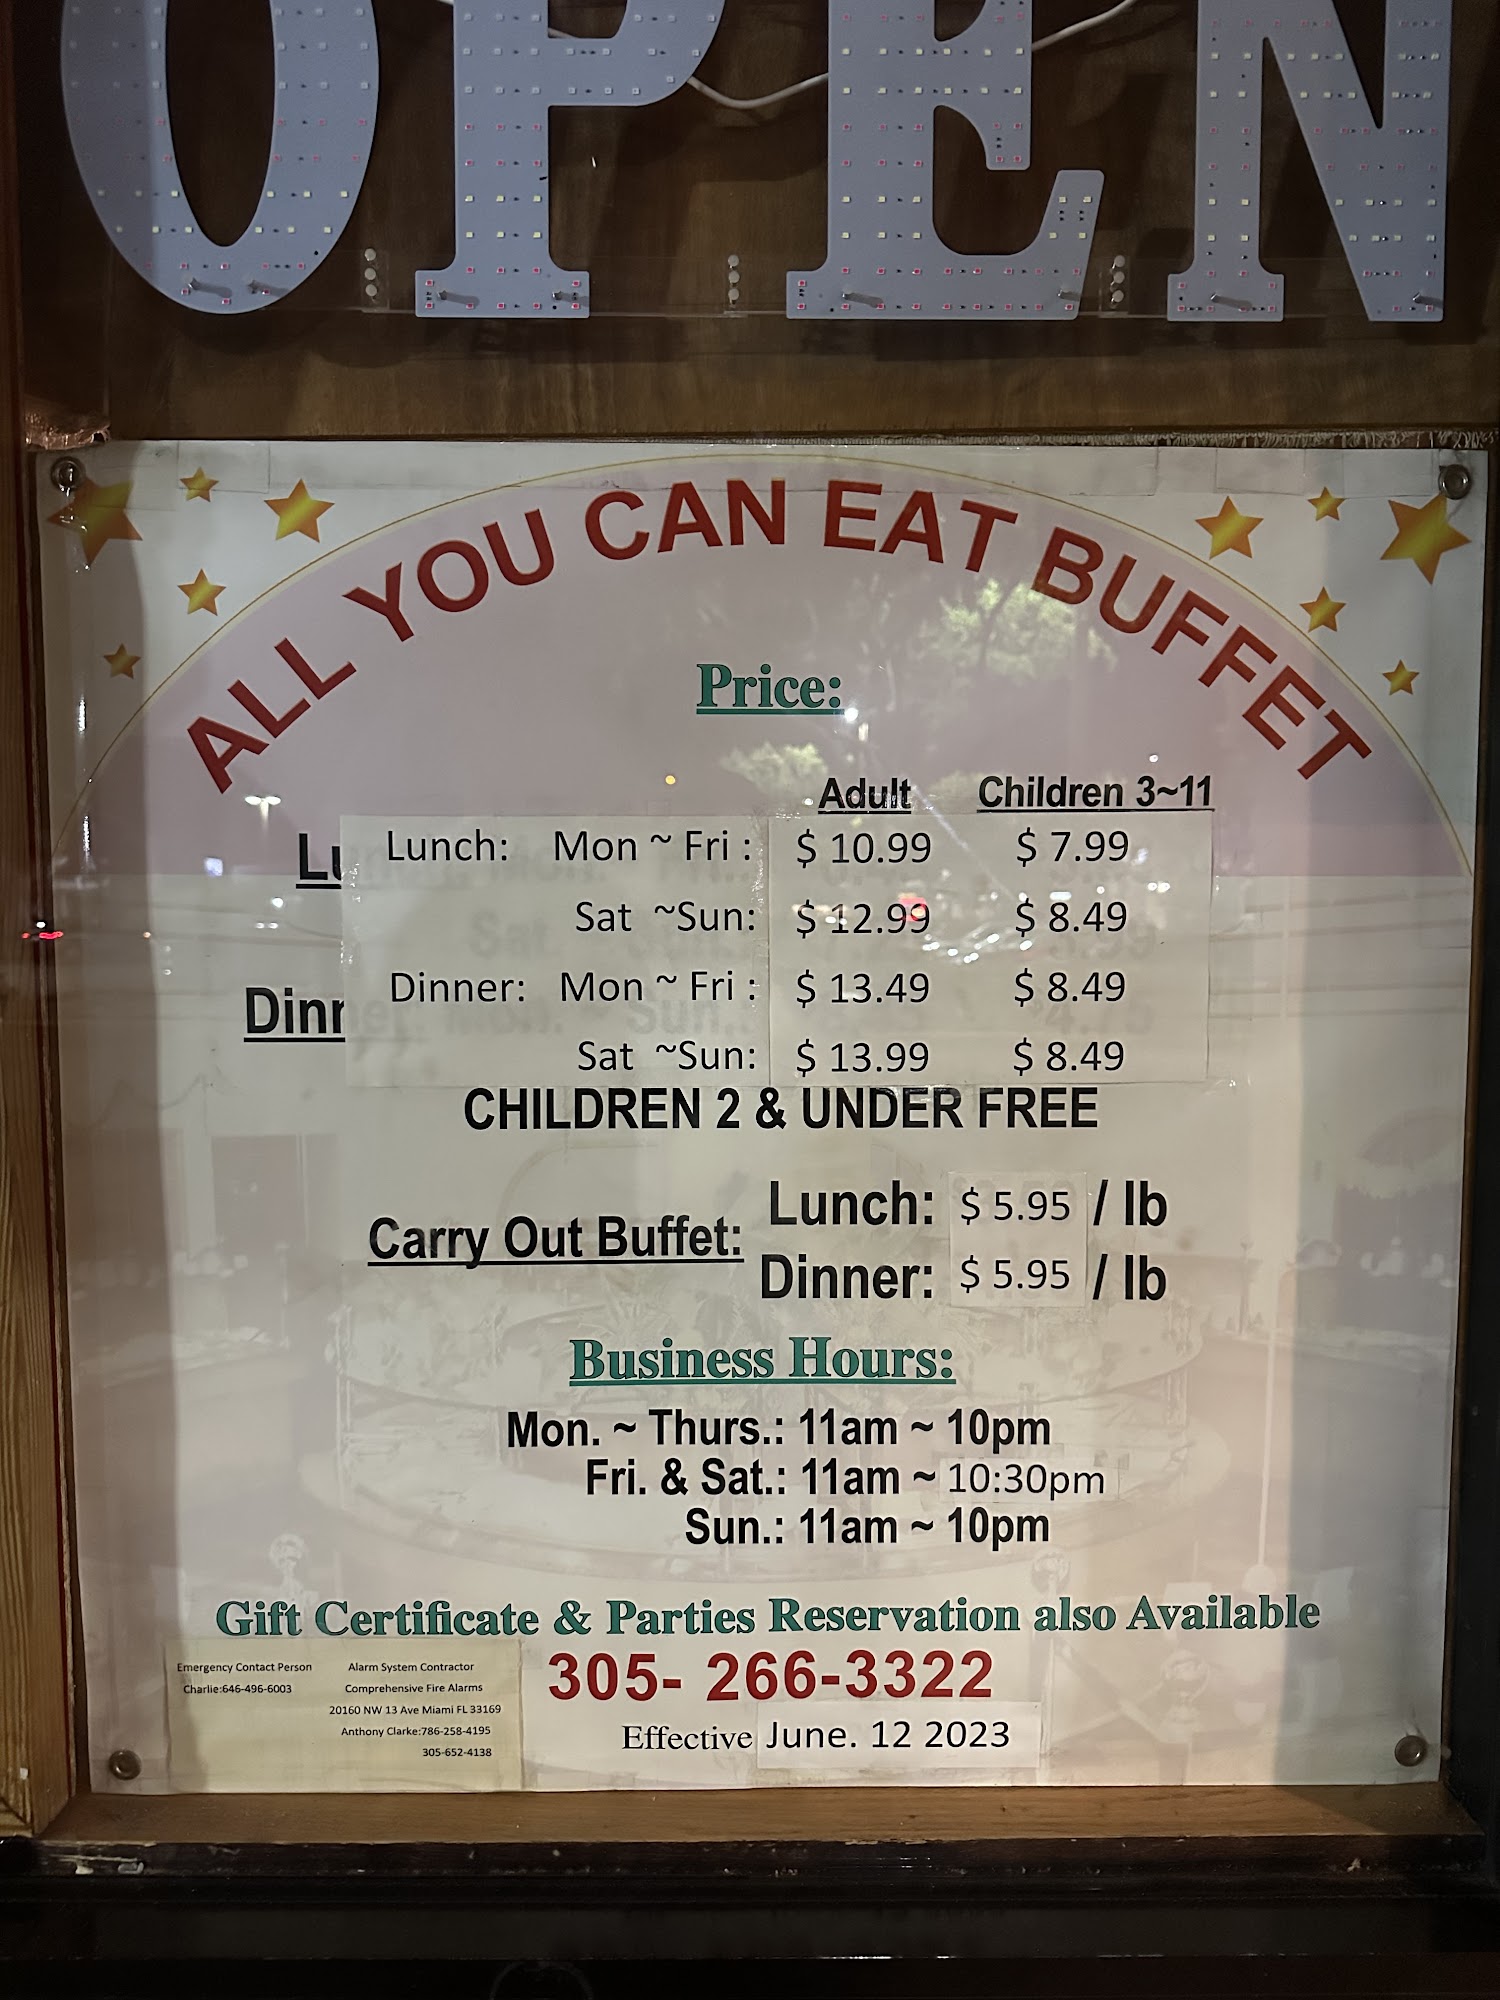 OPEN
ALL YOU CAN EAT BUFFET
Price:
Adult Children 3~11
Lunch: Mon ~ Fri : $ 10.99 $ 7.99
Sat ~Sun: $ 12.99 $ 8.49
Dinner: Mon ~ Fri : $ 13.49 $ 8.49
Sat ~Sun: $ 13.99 $ 8.49
CHILDREN 2 & UNDER FREE
Carry Out Buffet:
Lunch: $ 5.95 / lb
Dinner: $ 5.95 / lb
Business Hours:
Mon. ~ Thurs.: 11am ~ 10pm
Fri. & Sat.: 11am ~ 10:30pm
Sun.: 11am ~ 10pm
Gift Certificate & Parties Reservation also Available
305- 266-3322
Effective June. 12 2023
Emergency Contact Person
Charlie:646-496-6003
Alarm System Contractor
Comprehensive Fire Alarms
20160 NW 13 Ave Miami FL 33169
Anthony Clarke:786-258-4195
305-652-4138